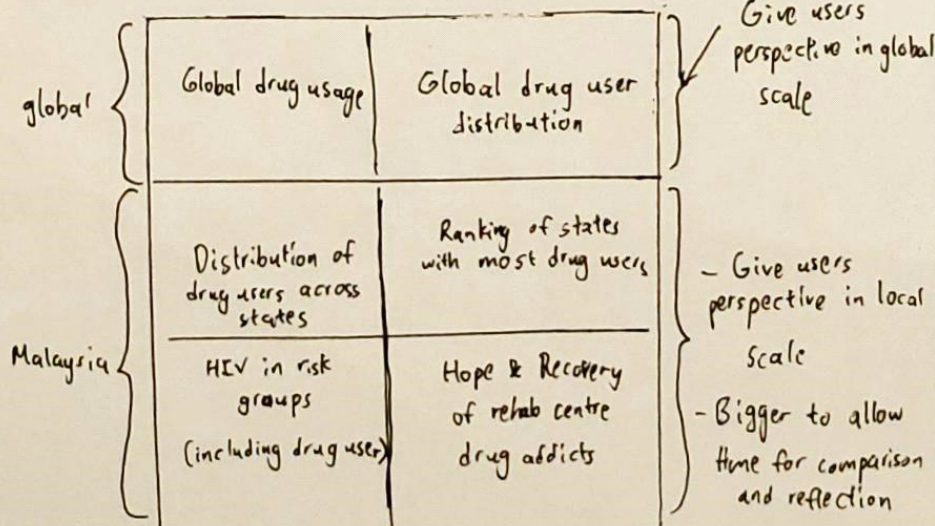 global
Global drug usage
Global drug user
distribution
Give users
perspective in global
scale
Malaysia
Distribution of
drug users across
states
Ranking of states
with most drug users
HIV in risk
groups
(including drug user)
Hope & Recovery
of rehab centre
drug addicts
- Give users
perspective in local
scale
- Bigger to allow
time for comparison
and reflection